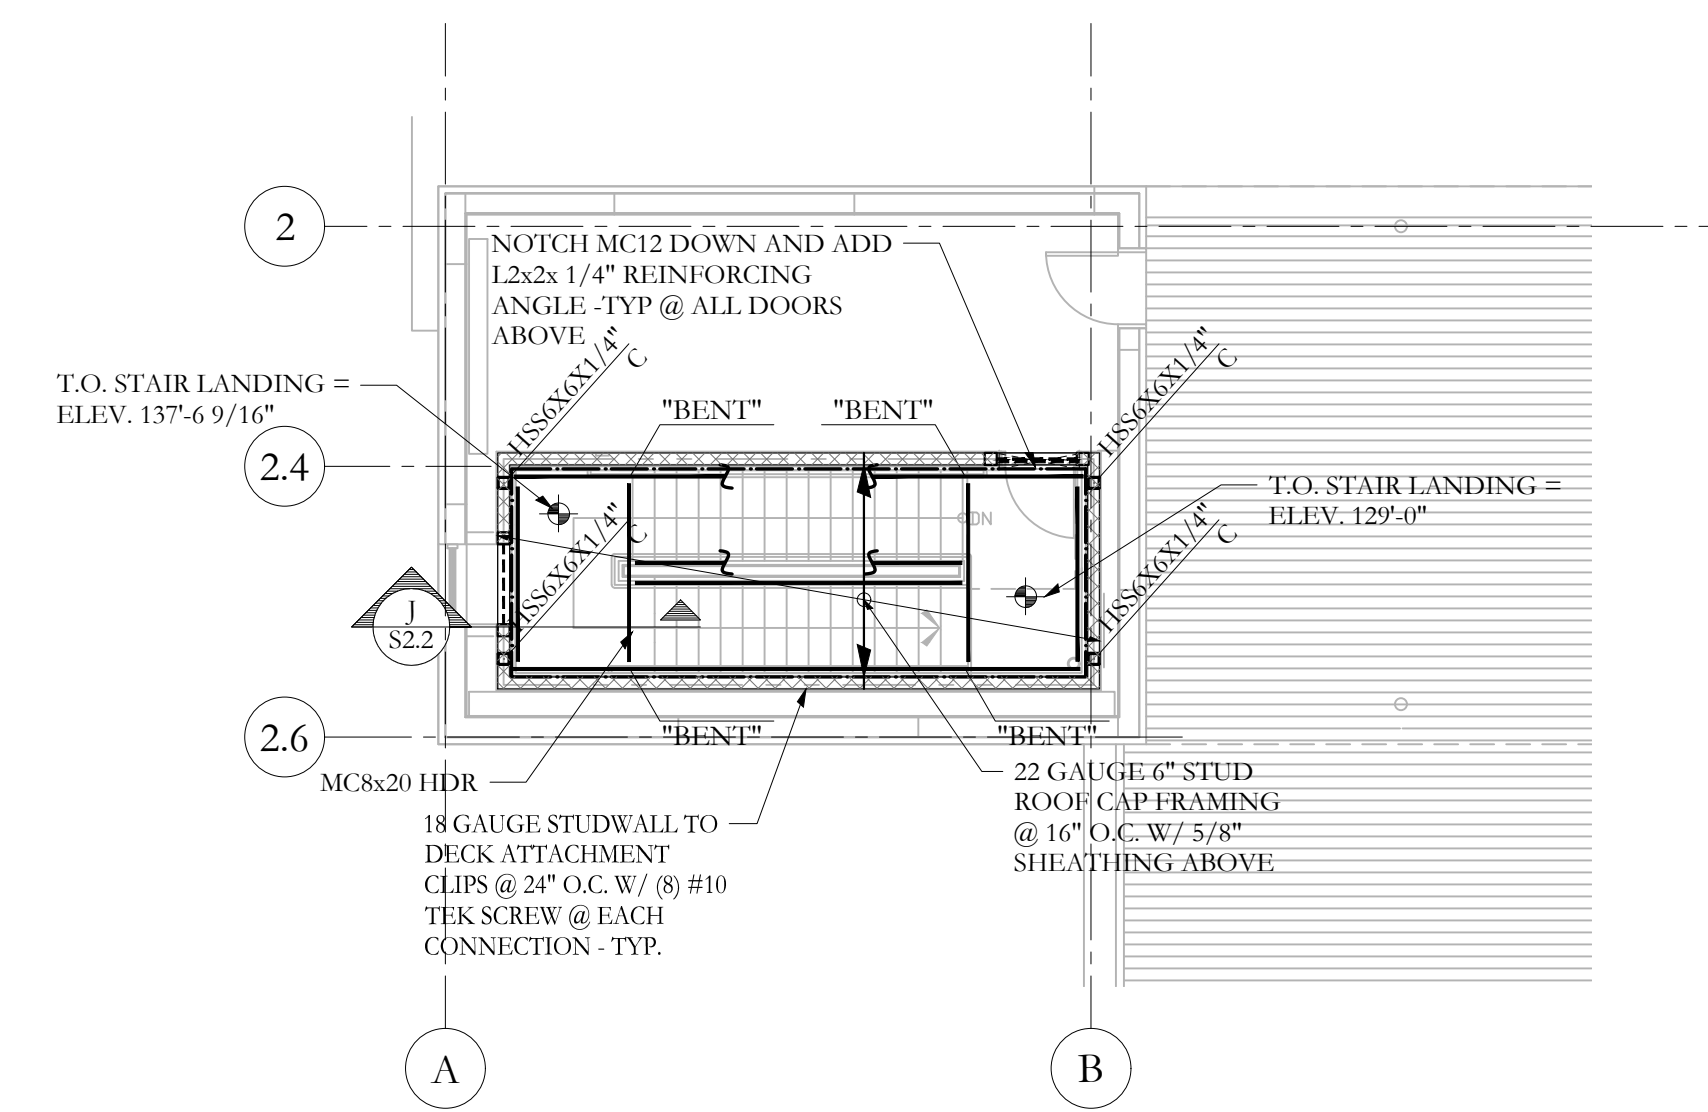 2
NOTCH MC12 DOWN AND ADD
L2x2x 1/4" REINFORCING
ANGLE -TYP @ ALL DOORS
ABOVE
HSS6X6X1/4"
C
HSS6X6X1/4"
C
T.O. STAIR LANDING =
ELEV. 137'-6 9/16"
"BENT"
"BENT"
2.4
T.O. STAIR LANDING =
ELEV. 129'-0"
DN
HSS6X6X1/4"
C
HSS6X6X1/4"
C
J
S2.2
2.6
"BENT"
"BENT"
MC8x20 HDR
22 GAUGE 6" STUD
ROOF CAP FRAMING
@ 16" O.C. W/ 5/8"
SHEATHING ABOVE
18 GAUGE STUDWALL TO
DECK ATTACHMENT
CLIPS @ 24" O.C. W/ (8) #10
TEK SCREW @ EACH
CONNECTION - TYP.
A
B